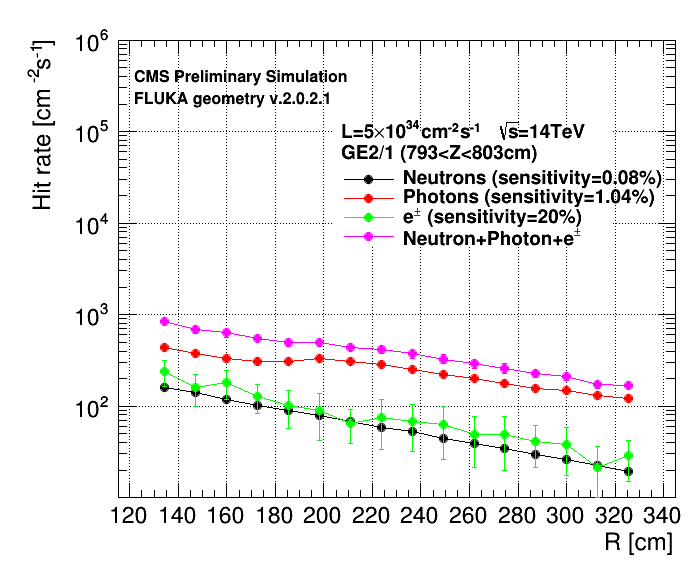 10⁶
Hit rate [cm⁻²s⁻¹]
CMS Preliminary Simulation
FLUKA geometry v.2.0.2.1
10⁵
L=5×10³⁴cm⁻²s⁻¹ √s=14TeV
GE2/1 (793<Z<803cm)
Neutrons (sensitivity=0.08%)
Photons (sensitivity=1.04%)
e± (sensitivity=20%)
Neutron+Photon+e±
10⁴
10³
10²
120 140 160 180 200 220 240 260 280 300 320 340
R [cm]